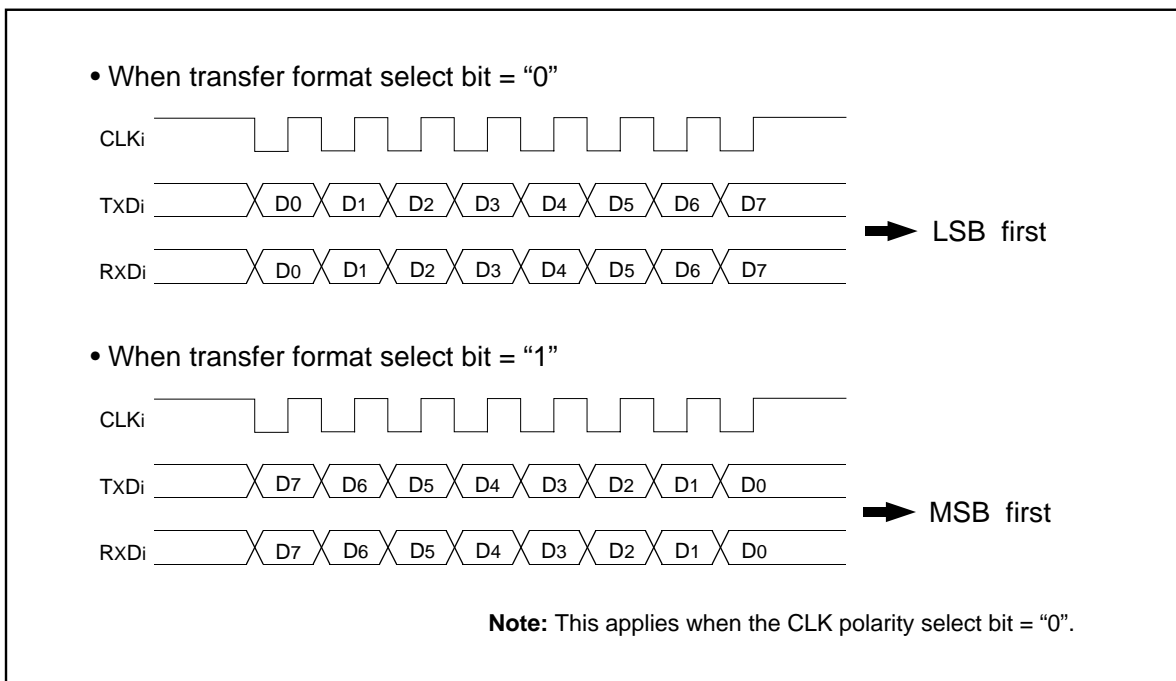 • When transfer format select bit = “0”
CLKi
TXDi D0 D1 D2 D3 D4 D5 D6 D7
RXDi D0 D1 D2 D3 D4 D5 D6 D7
LSB first
• When transfer format select bit = “1”
CLKi
TXDi D7 D6 D5 D4 D3 D2 D1 D0
RXDi D7 D6 D5 D4 D3 D2 D1 D0
MSB first
Note: This applies when the CLK polarity select bit = “0”.